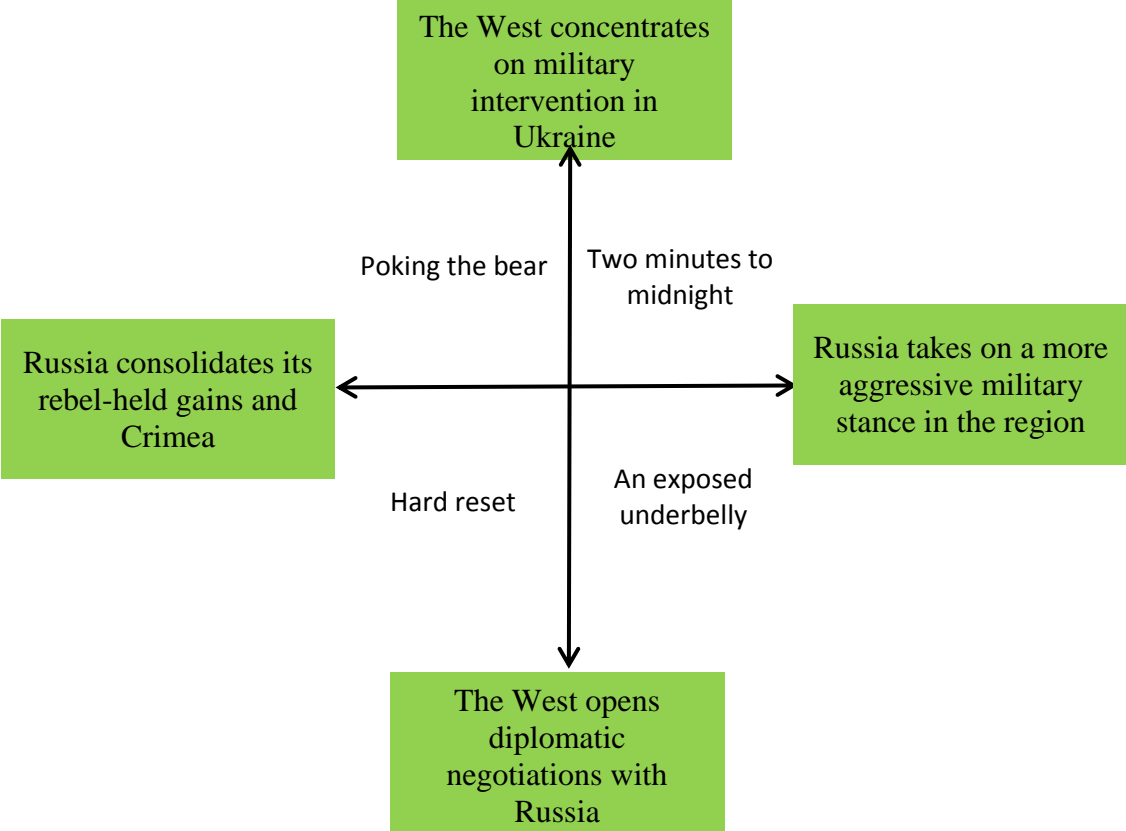 The West concentrates
on military
intervention in
Ukraine
Poking the bear
Two minutes to
midnight
Russia consolidates its
rebel-held gains and
Crimea
Russia takes on a more
aggressive military
stance in the region
Hard reset
An exposed
underbelly
The West opens
diplomatic
negotiations with
Russia